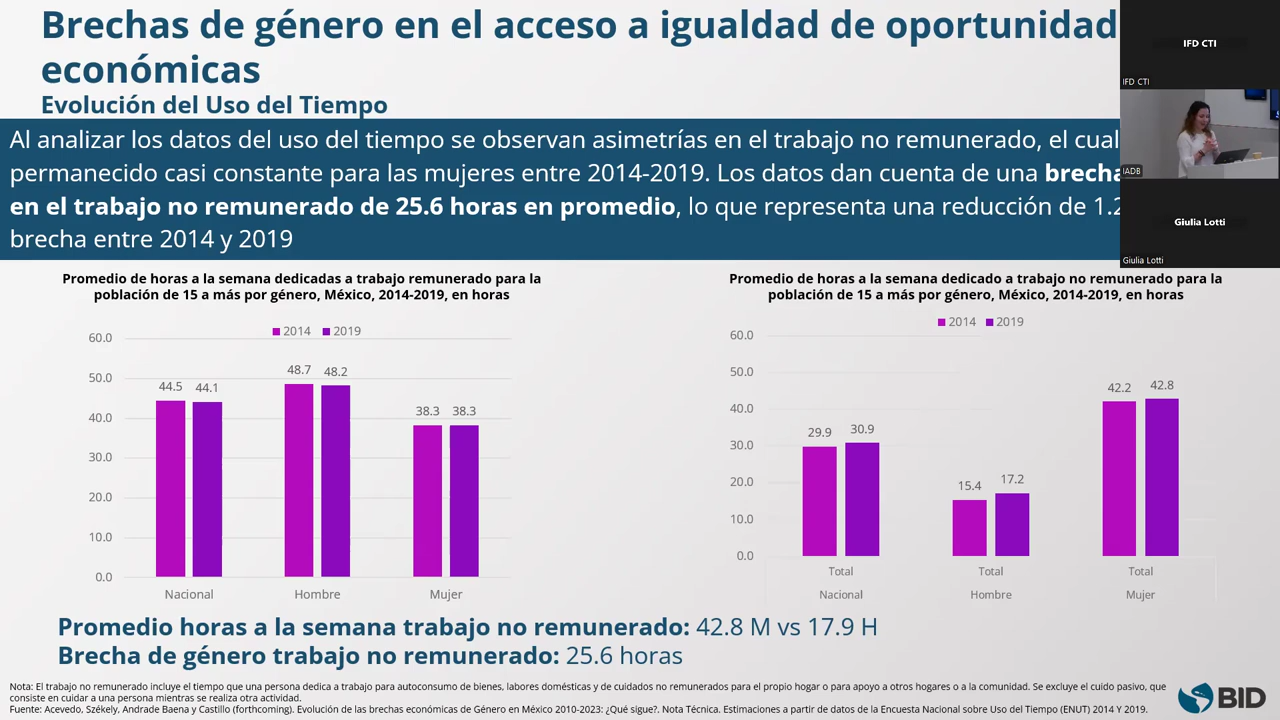 Brechas de género en el acceso a igualdad de oportunidad
económicas
Evolución del Uso del Tiempo
Al analizar los datos del uso del tiempo se observan asimetrías en el trabajo no remunerado, el cual
permanecido casi constante para las mujeres entre 2014-2019. Los datos dan cuenta de una brecha
en el trabajo no remunerado de 25.6 horas en promedio, lo que representa una reducción de 1.2
brecha entre 2014 y 2019
IFD CTI
IFD CTI
IADB
Giulia Lotti
Giulia Lotti
Promedio de horas a la semana dedicadas a trabajo remunerado para la
población de 15 a más por género, México, 2014-2019, en horas
2014 2019
60.0
50.0
40.0
30.0
20.0
10.0
0.0
44.5 44.1
48.7 48.2
38.3 38.3
Nacional Hombre Mujer
Promedio de horas a la semana dedicado a trabajo no remunerado para la
población de 15 a más por género, México, 2014-2019, en horas
2014 2019
60.0
50.0
40.0
30.0
20.0
10.0
0.0
29.9 30.9
15.4 17.2
42.2 42.8
Total Total Total
Nacional Hombre Mujer
Promedio horas a la semana trabajo no remunerado: 42.8 M vs 17.9 H
Brecha de género trabajo no remunerado: 25.6 horas
Nota: El trabajo no remunerado incluye el tiempo que una persona dedica a trabajo para autoconsumo de bienes, labores domésticas y de cuidados no remunerados para el propio hogar o para apoyo a otros hogares o a la comunidad. Se excluye el cuido pasivo, que
consiste en cuidar a una persona mientras se realiza otra actividad.
Fuente: Acevedo, Székely, Andrade Baena y Castillo (forthcoming). Evolución de las brechas económicas de Género en México 2010-2023: ¿Qué sigue?. Nota Técnica. Estimaciones a partir de datos de la Encuesta Nacional sobre Uso del Tiempo (ENUT) 2014 Y 2019.
BID